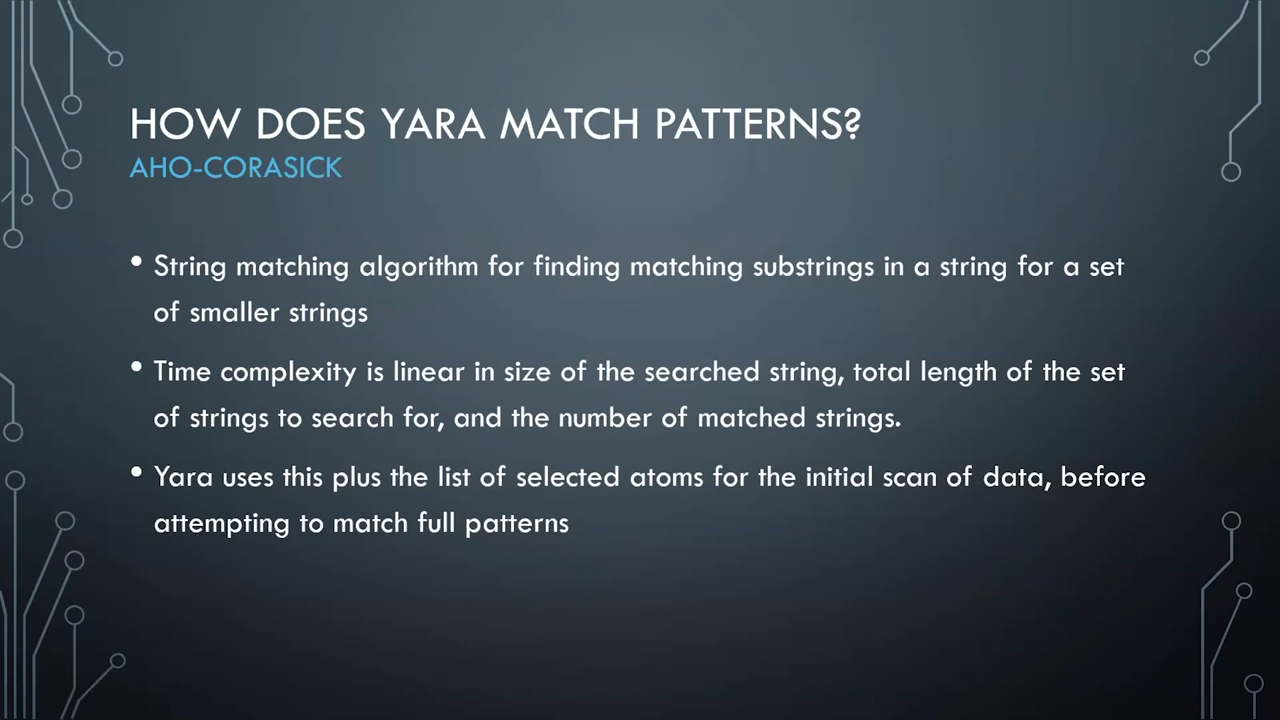 HOW DOES YARA MATCH PATTERNS?
AHO-CORASICK
• String matching algorithm for finding matching substrings in a string for a set
of smaller strings
• Time complexity is linear in size of the searched string, total length of the set
of strings to search for, and the number of matched strings.
• Yara uses this plus the list of selected atoms for the initial scan of data, before
attempting to match full patterns